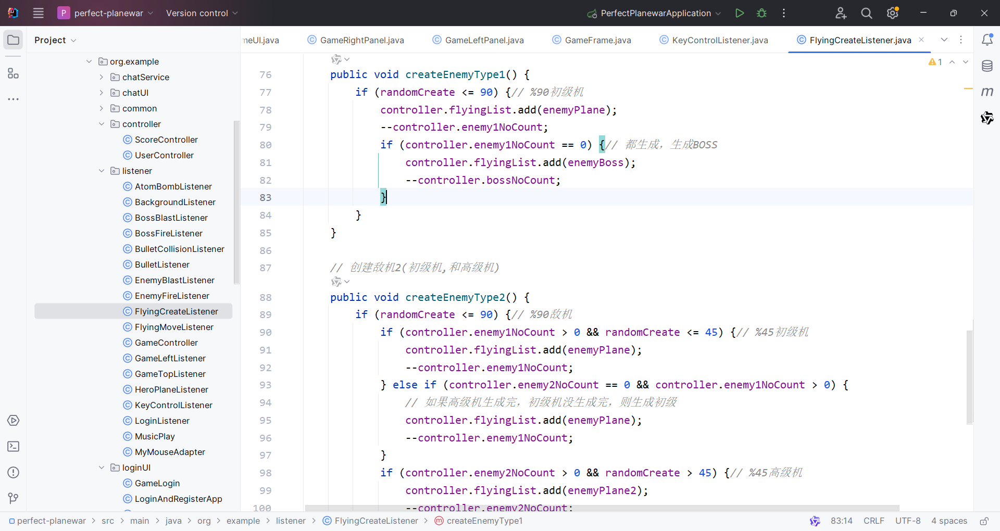 P perfect-planewar Version control PerfectPlanewarApplication
Project
meUI.java GameRightPanel.java GameLeftPanel.java GameFrame.java KeyControlListener.java FlyingCreateListener.java
org.example
chatService
chatUI
common
controller
ScoreController
UserController
listener
AtomBombListener
BackgroundListener
BossBlastListener
BossFireListener
BulletCollisionListener
BulletListener
EnemyBlastListener
EnemyFireListener
FlyingCreateListener
FlyingMoveListener
GameController
GameLeftListener
GameTopListener
HeroPlaneListener
KeyControlListener
LoginListener
MusicPlay
MyMouseAdapter
loginUI
GameLogin
LoginAndRegisterApp
1
76 public void createEnemyType1() {
77 if (randomCreate <= 90) {// %90初级机
78 controller.flyingList.add(enemyPlane);
79 --controller.enemy1NoCount;
80 if (controller.enemy1NoCount == 0) {// 都生成，生成BOSS
81 controller.flyingList.add(enemyBoss);
82 --controller.bossNoCount;
83 }
84 }
85 }
86
87 // 创建敌机2(初级机,和高级机)
88 public void createEnemyType2() {
89 if (randomCreate <= 90) {// %90敌机
90 if (controller.enemy1NoCount > 0 && randomCreate <= 45) {// %45初级机
91 controller.flyingList.add(enemyPlane);
92 --controller.enemy1NoCount;
93 } else if (controller.enemy2NoCount == 0 && controller.enemy1NoCount > 0) {
94 // 如果高级机生成完，初级机没生成完，则生成初级
95 controller.flyingList.add(enemyPlane);
96 --controller.enemy1NoCount;
97 }
98 if (controller.enemy2NoCount > 0 && randomCreate > 45) {// %45高级机
99 controller.flyingList.add(enemyPlane2);
100 --controller.enemy2NoCount;
perfect-planewar > src > main > java > org > example > listener > FlyingCreateListener > createEnemyType1 83:14 CRLF UTF-8 4 spaces